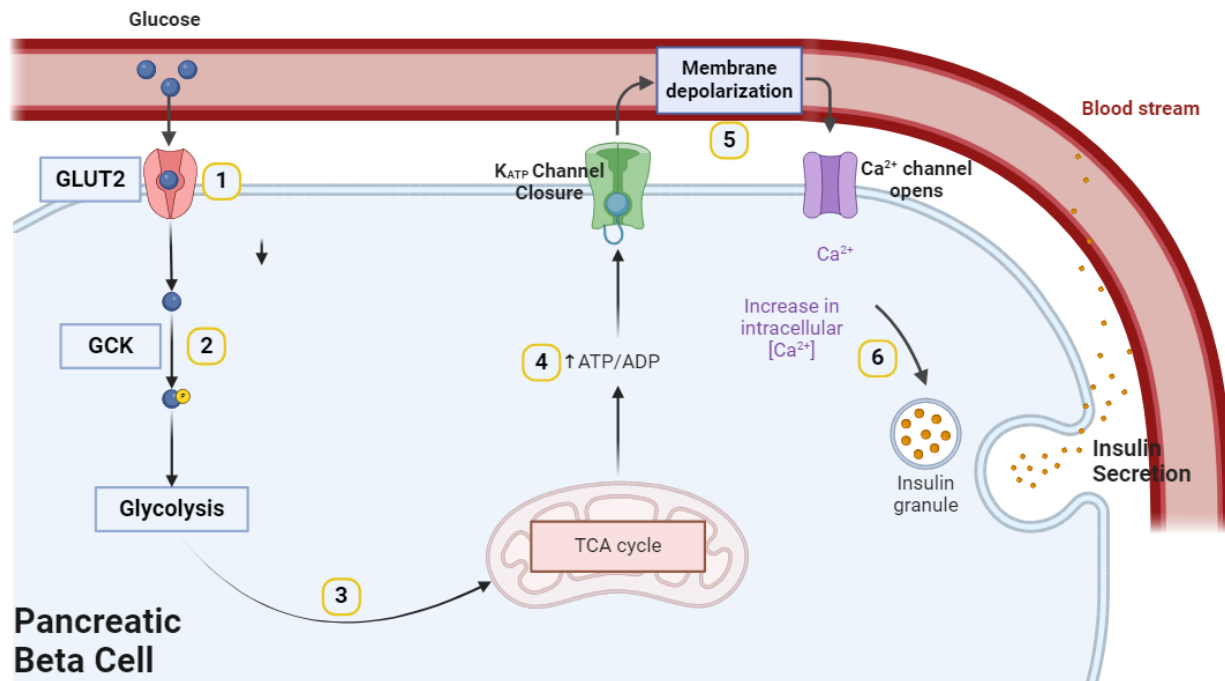 Glucose
Membrane
depolarization
Blood stream
5
GLUT2
1
K_ATP Channel
Closure
Ca²⁺ channel
opens
Ca²⁺
GCK
2
P
4
↑ATP/ADP
Increase in
intracellular
[Ca²⁺]
6
Insulin
granule
Insulin
Secretion
Glycolysis
TCA cycle
3
Pancreatic
Beta Cell